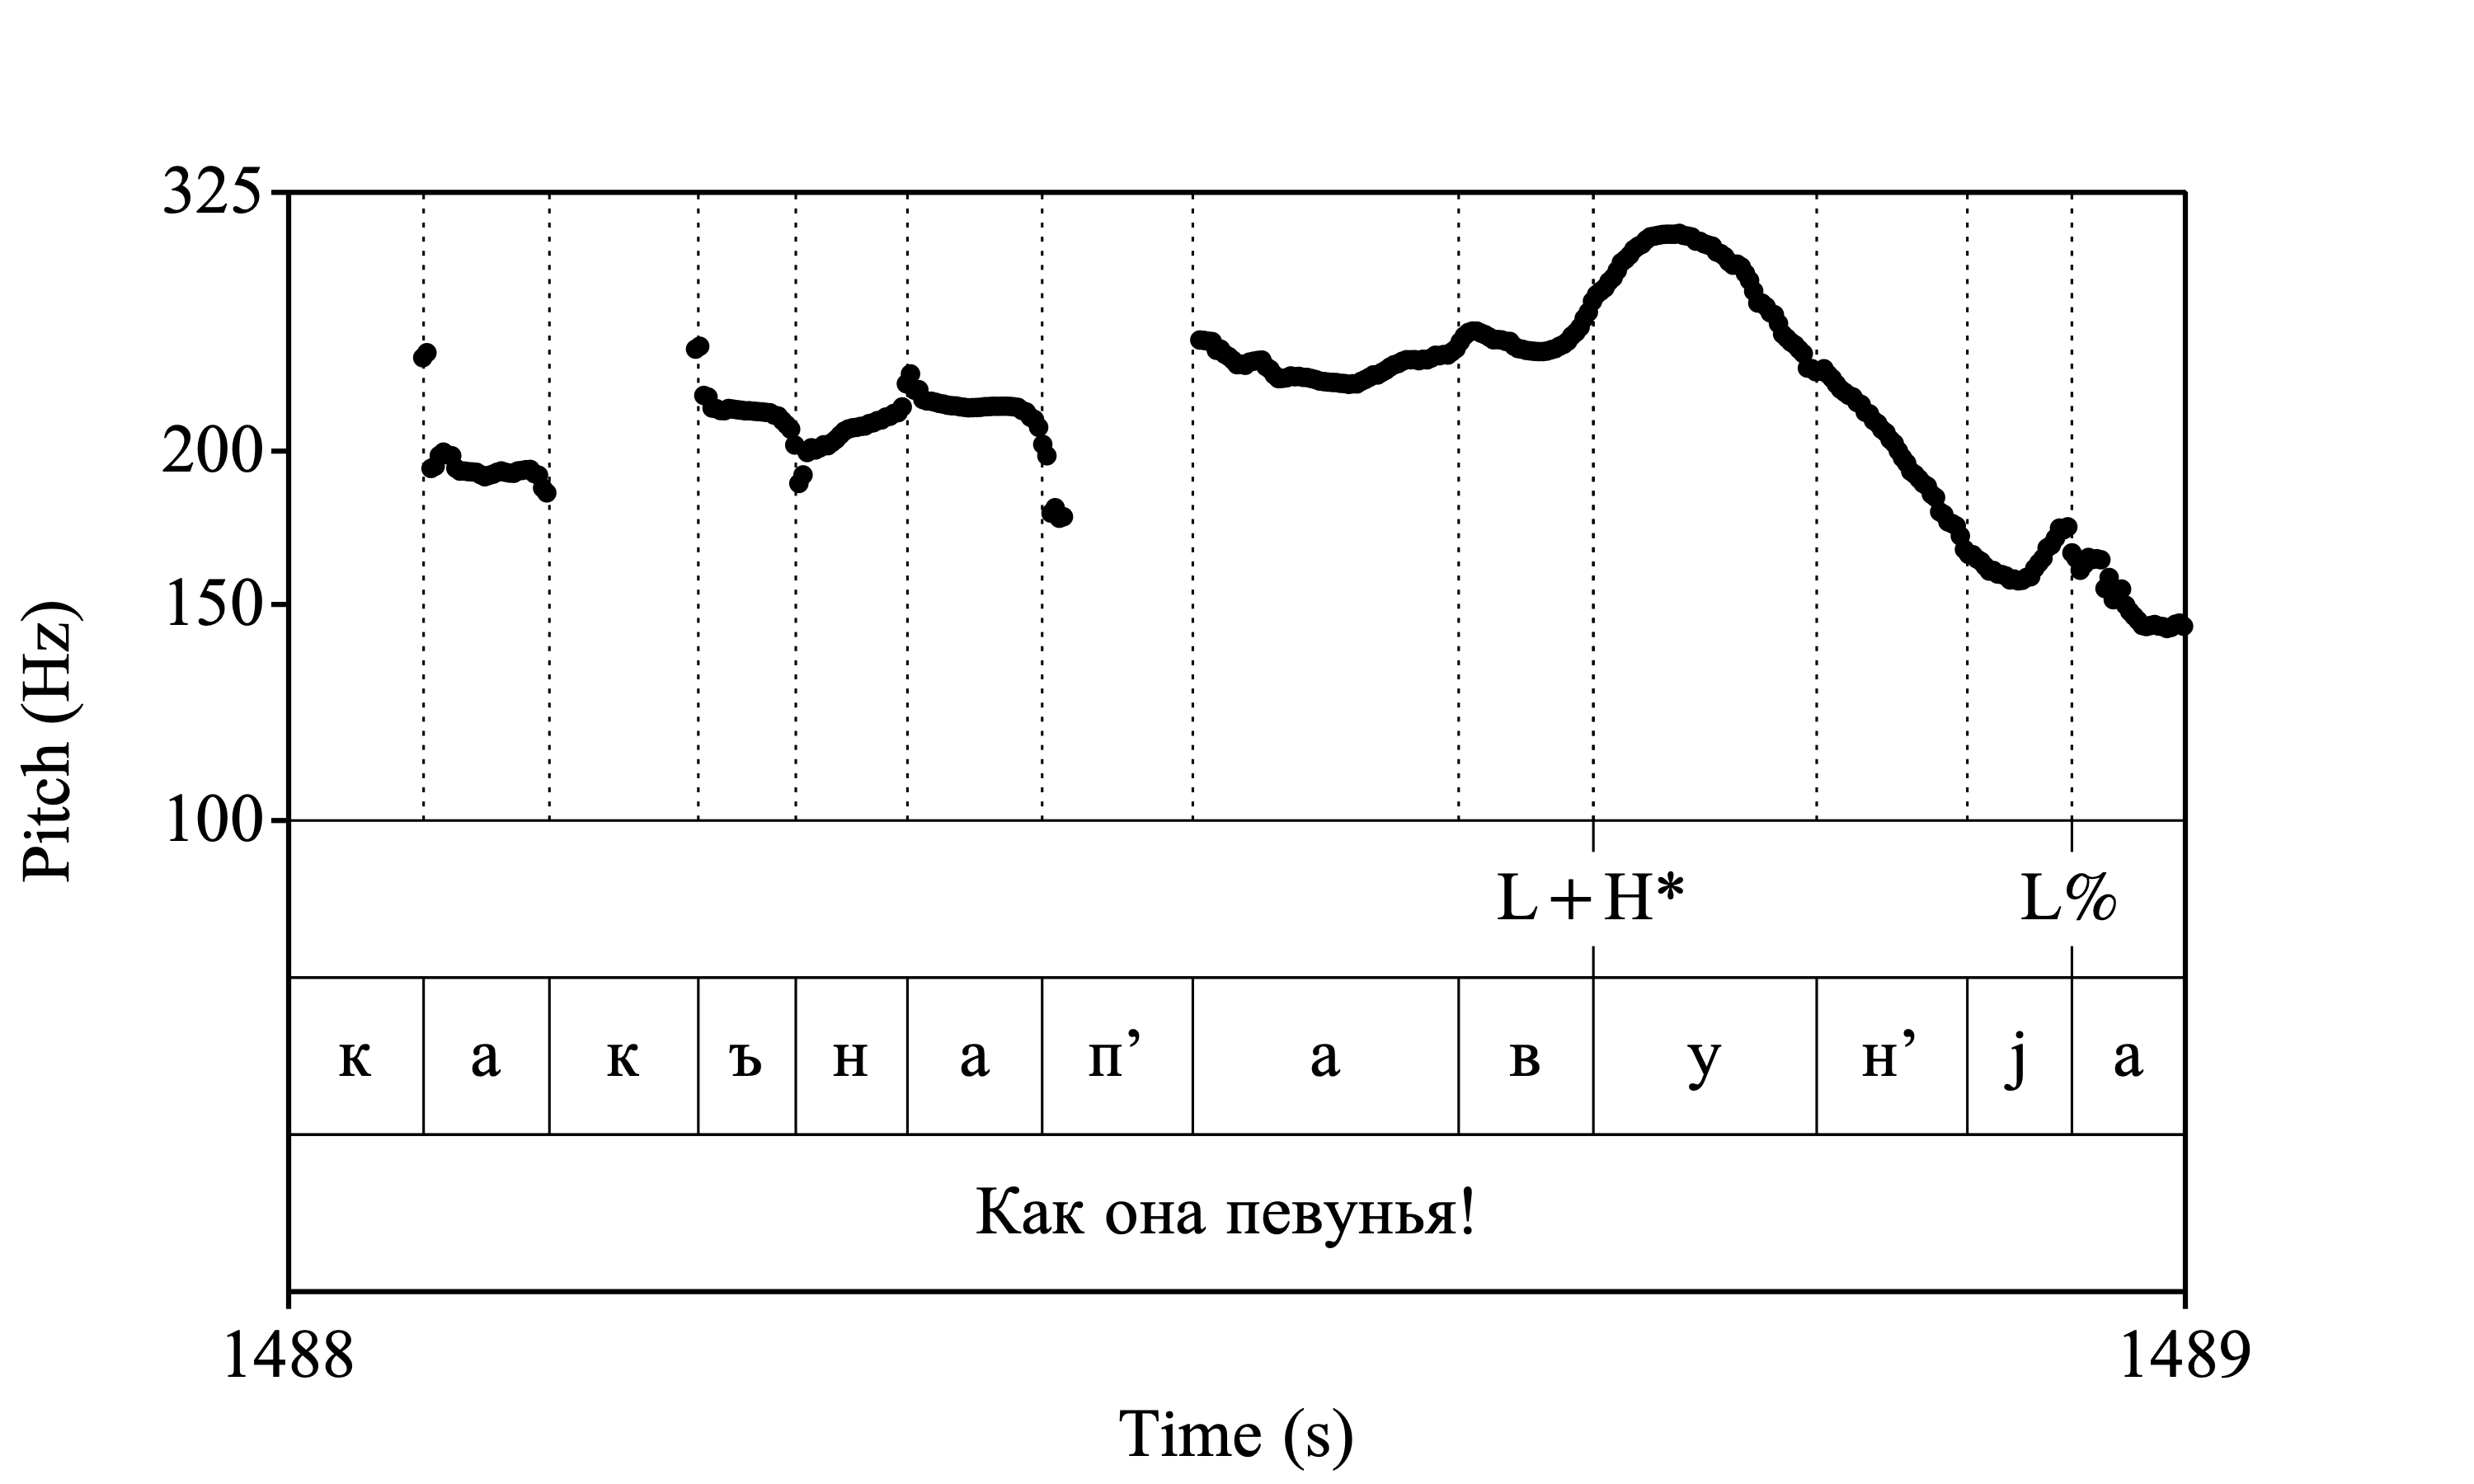 325
200
150
100
Pitch (Hz)
L+H* L%
к а к ъ н а п’ а в у н’ ј а
Как она певунья!
1488 1489
Time (s)